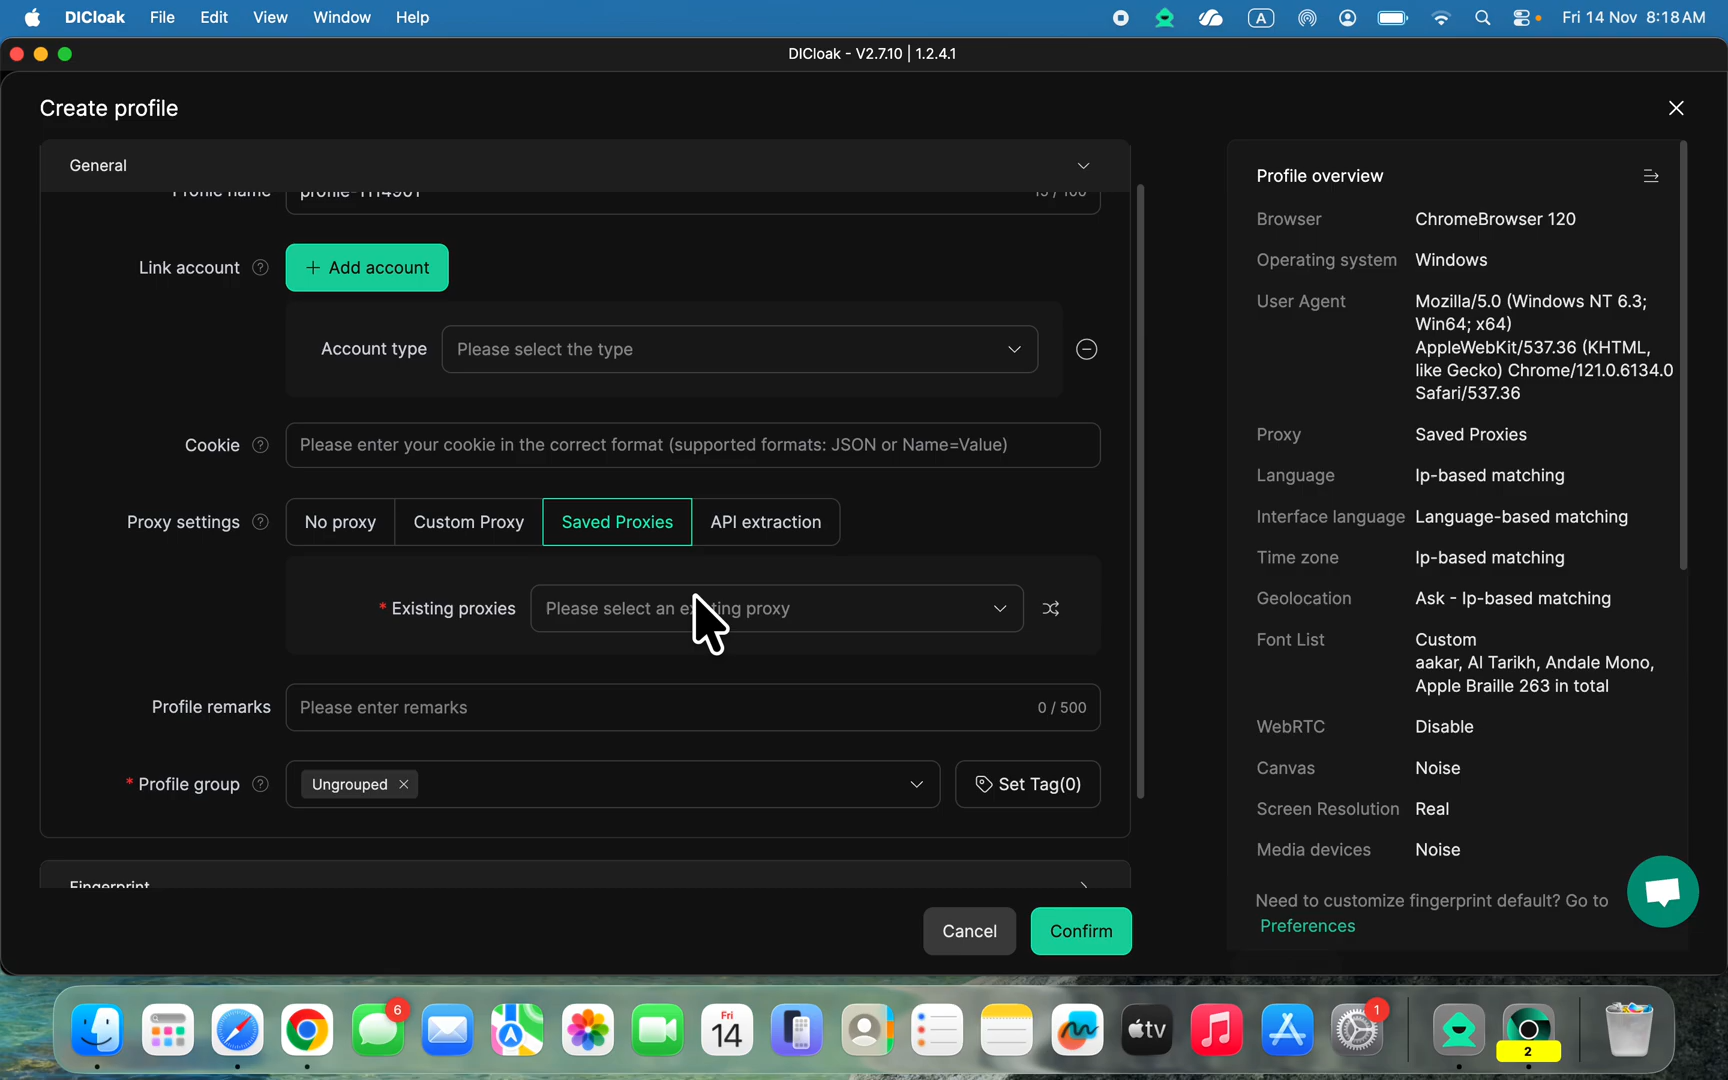 DICloak File Edit View Window Help
A
Fri 14 Nov 8:18 AM
DICloak - V2.7.10 | 1.2.4.1
Create profile
General
Profile name profile-1114901 15 / 100
Link account ? + Add account
Account type Please select the type
Cookie ? Please enter your cookie in the correct format (supported formats: JSON or Name=Value)
Proxy settings ? No proxy Custom Proxy Saved Proxies API extraction
* Existing proxies Please select an existing proxy
Profile remarks Please enter remarks 0 / 500
* Profile group ? Ungrouped × Set Tag(0)
Fingerprint
Cancel Confirm
Profile overview
Browser ChromeBrowser 120
Operating system Windows
User Agent Mozilla/5.0 (Windows NT 6.3;
Win64; x64)
AppleWebKit/537.36 (KHTML,
like Gecko) Chrome/121.0.6134.0
Safari/537.36
Proxy Saved Proxies
Language Ip-based matching
Interface language Language-based matching
Time zone Ip-based matching
Geolocation Ask - Ip-based matching
Font List Custom
aakar, Al Tarikh, Andale Mono,
Apple Braille 263 in total
WebRTC Disable
Canvas Noise
Screen Resolution Real
Media devices Noise
Need to customize fingerprint default? Go to
Preferences
6
Fri
14
tv
1
2